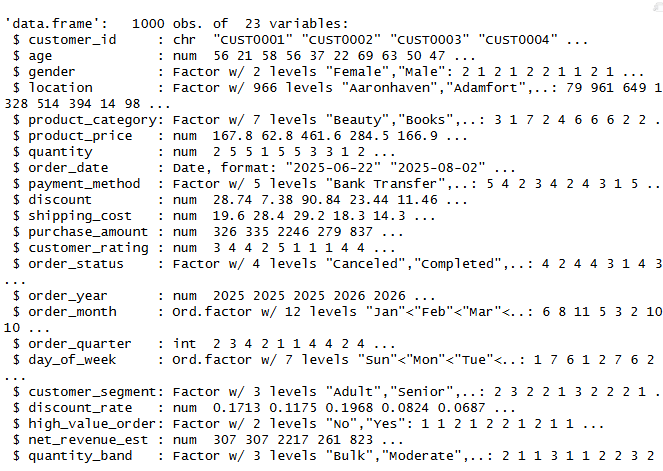 'data.frame':   1000 obs. of  23 variables:
 $ customer_id     : chr  "CUST0001" "CUST0002" "CUST0003" "CUST0004" ...
 $ age             : num  56 21 58 56 37 22 69 63 50 47 ...
 $ gender          : Factor w/ 2 levels "Female","Male": 2 1 2 1 2 2 1 1 2 1 ...
 $ location        : Factor w/ 966 levels "Aaronhaven","Adamfort",..: 79 961 649 1
328 514 394 14 98 ...
 $ product_category: Factor w/ 7 levels "Beauty","Books",..: 3 1 7 2 4 6 6 6 2 2 .
 $ product_price   : num  167.8 62.8 461.6 284.5 166.9 ...
 $ quantity        : num  2 5 5 1 5 5 3 3 1 2 ...
 $ order_date      : Date, format: "2025-06-22" "2025-08-02" ...
 $ payment_method  : Factor w/ 5 levels "Bank Transfer",..: 5 4 2 3 4 2 4 3 1 5 ..
 $ discount        : num  28.74 7.38 90.84 23.44 11.46 ...
 $ shipping_cost   : num  19.6 28.4 29.2 18.3 14.3 ...
 $ purchase_amount : num  326 335 2246 279 837 ...
 $ customer_rating : num  3 4 4 2 5 1 1 1 4 4 ...
 $ order_status    : Factor w/ 4 levels "Canceled","Completed",..: 4 2 4 4 3 1 4 3
...
 $ order_year      : num  2025 2025 2025 2026 2026 ...
 $ order_month     : Ord.factor w/ 12 levels "Jan"<"Feb"<"Mar"<..: 6 8 11 5 3 2 10
10 ...
 $ order_quarter   : int  2 3 4 2 1 1 4 4 2 4 ...
 $ day_of_week     : Ord.factor w/ 7 levels "Sun"<"Mon"<"Tue"<..: 1 7 6 1 2 7 6 2
...
 $ customer_segment: Factor w/ 3 levels "Adult","Senior",..: 2 3 2 2 1 3 2 2 2 1 .
 $ discount_rate   : num  0.1713 0.1175 0.1968 0.0824 0.0687 ...
 $ high_value_order: Factor w/ 2 levels "No","Yes": 1 1 2 1 2 2 1 2 1 1 ...
 $ net_revenue_est : num  307 307 2217 261 823 ...
 $ quantity_band   : Factor w/ 3 levels "Bulk","Moderate",..: 2 1 1 3 1 1 2 2 3 2